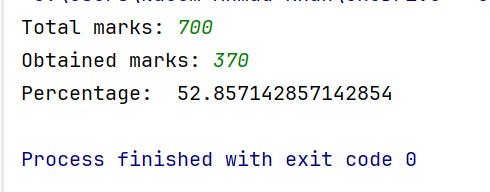 Total marks: 700
Obtained marks: 370
Percentage:  52.857142857142854
Process finished with exit code 0